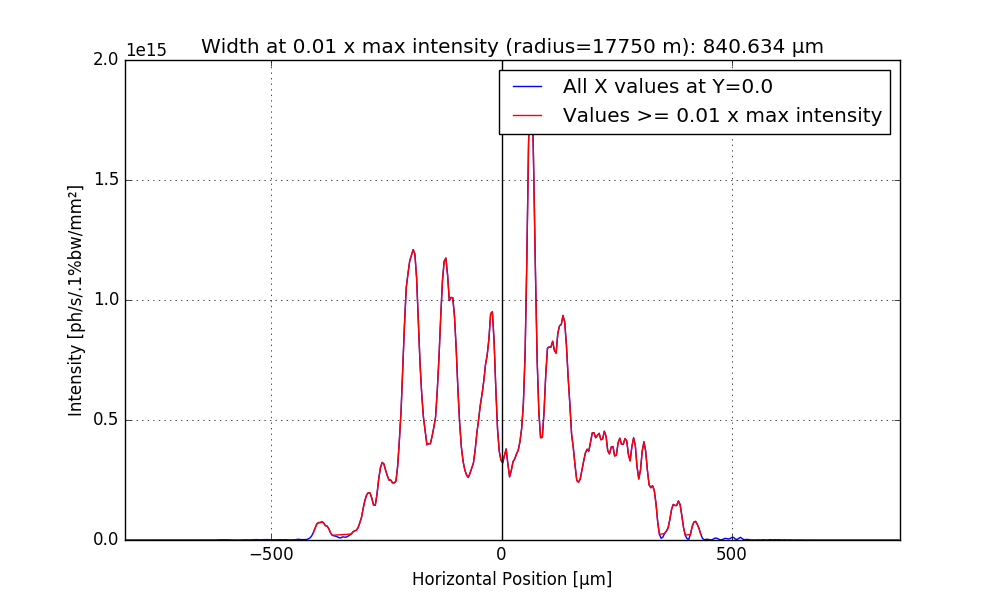 Width at 0.01 x max intensity (radius=17750 m): 840.634 µm
1e15
All X values at Y=0.0
Values >= 0.01 x max intensity
2.0
1.5
1.0
0.5
0.0
Intensity [ph/s/.1%bw/mm²]
−500
0
500
Horizontal Position [µm]